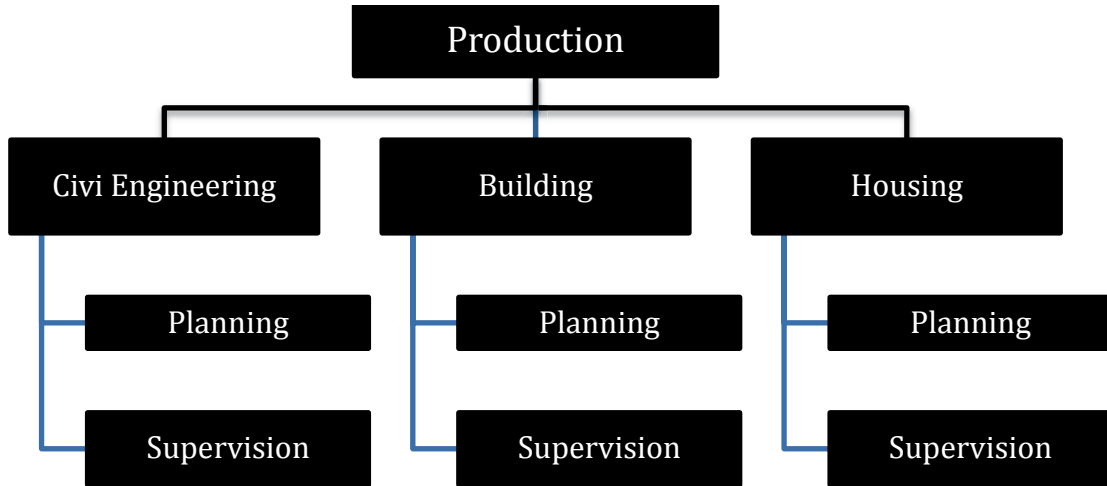 Production
Civi Engineering
Building
Housing
Planning
Planning
Planning
Supervision
Supervision
Supervision